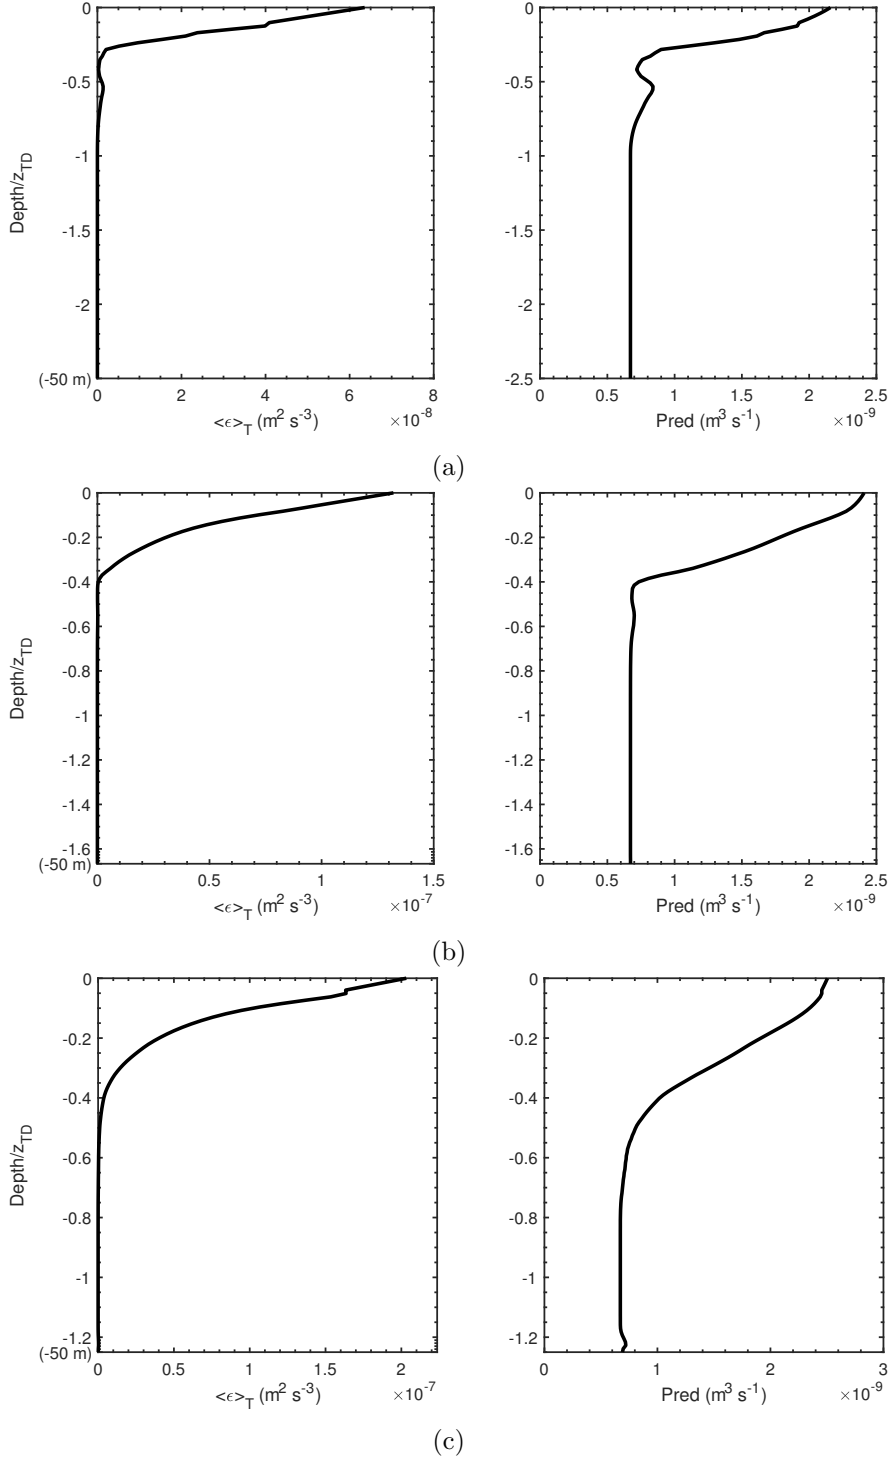 0
-0.5
-1
-1.5
-2
(-50 m)
Depth/z_TD
0 2 4 6 8
<ϵ>_T (m² s⁻³) ×10⁻⁸
0
-0.5
-1
-1.5
-2
-2.5
0 0.5 1 1.5 2 2.5
Pred (m³ s⁻¹) ×10⁻⁹
(a)
0
-0.2
-0.4
-0.6
-0.8
-1
-1.2
-1.4
-1.6
(-50 m)
Depth/z_TD
0 0.5 1 1.5
<ϵ>_T (m² s⁻³) ×10⁻⁷
0
-0.2
-0.4
-0.6
-0.8
-1
-1.2
-1.4
-1.6
0 0.5 1 1.5 2 2.5
Pred (m³ s⁻¹) ×10⁻⁹
(b)
0
-0.2
-0.4
-0.6
-0.8
-1
-1.2
(-50 m)
Depth/z_TD
0 0.5 1 1.5 2
<ϵ>_T (m² s⁻³) ×10⁻⁷
0
-0.2
-0.4
-0.6
-0.8
-1
-1.2
0 1 2 3
Pred (m³ s⁻¹) ×10⁻⁹
(c)